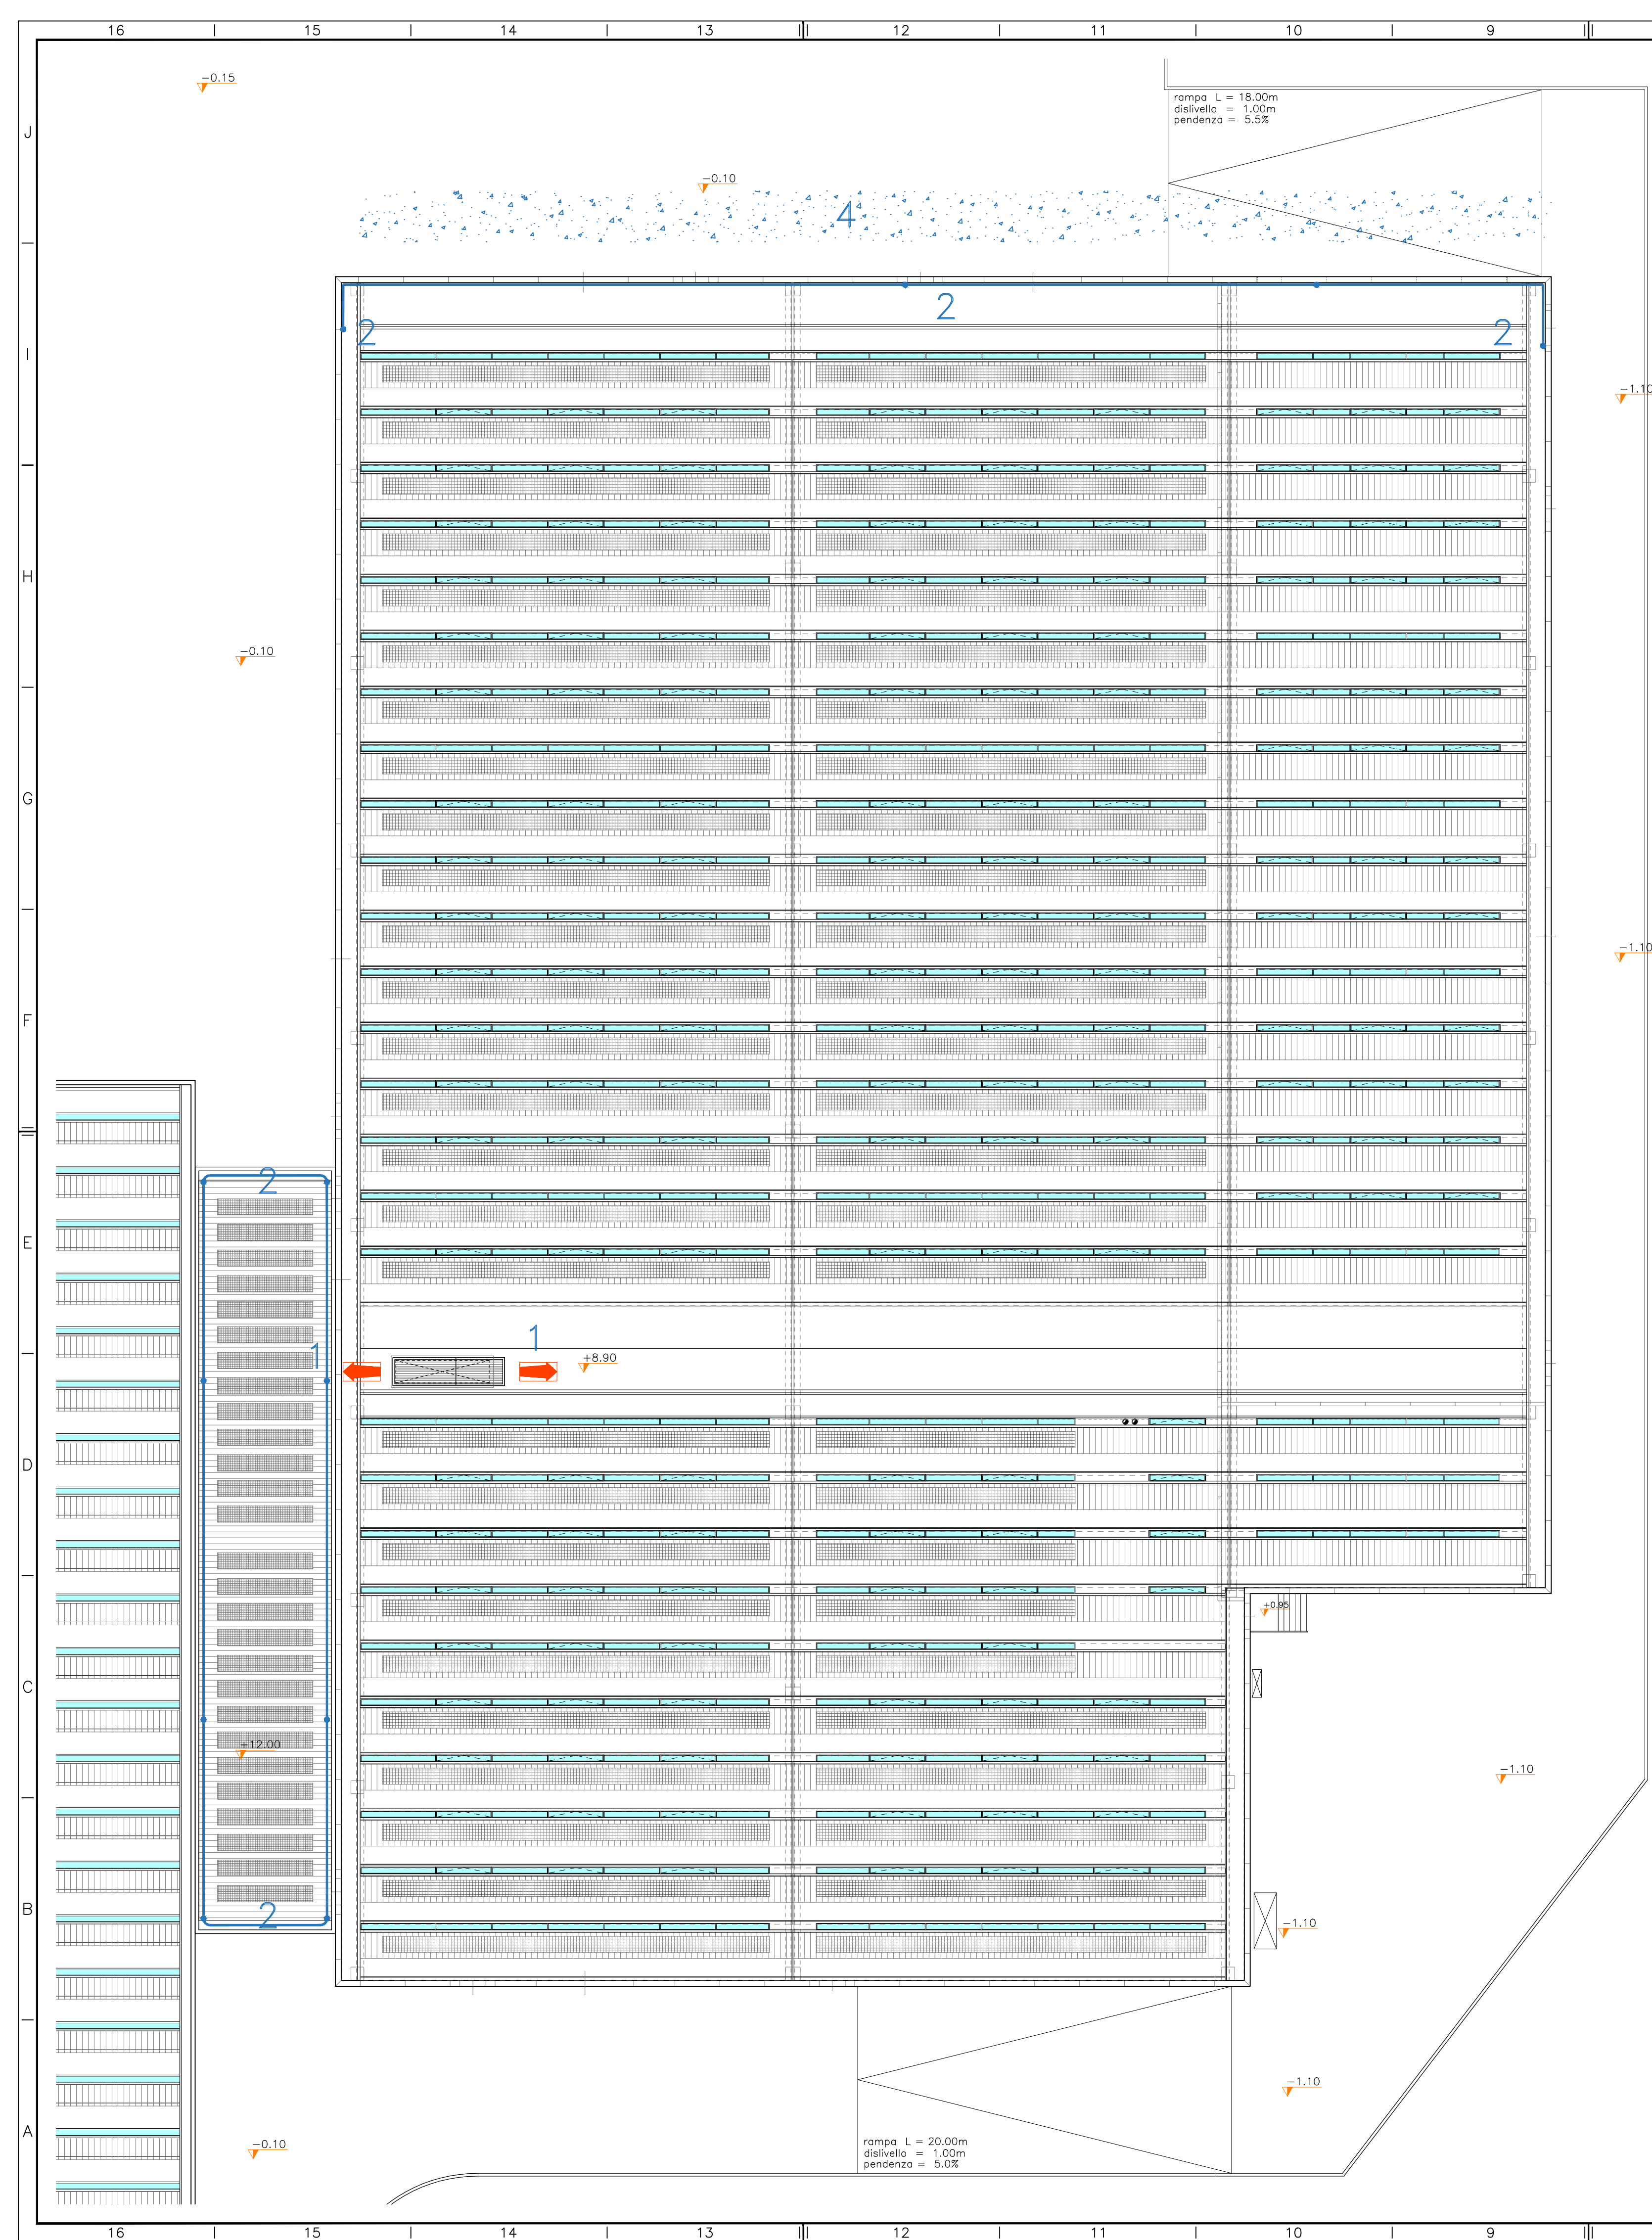 16 15 14 13 12 11 10 9
-0.15
rampa L = 18.00m
dislivello = 1.00m
pendenza = 5.5%
J
-0.10
4
2
2
2
I
-1.10
H
-0.10
G
-1.10
F
2
E
1
1
+8.90
D
+0.95
C
+12.00
-1.10
B
2
-1.10
-1.10
A
-0.10
rampa L = 20.00m
dislivello = 1.00m
pendenza = 5.0%
16 15 14 13 12 11 10 9